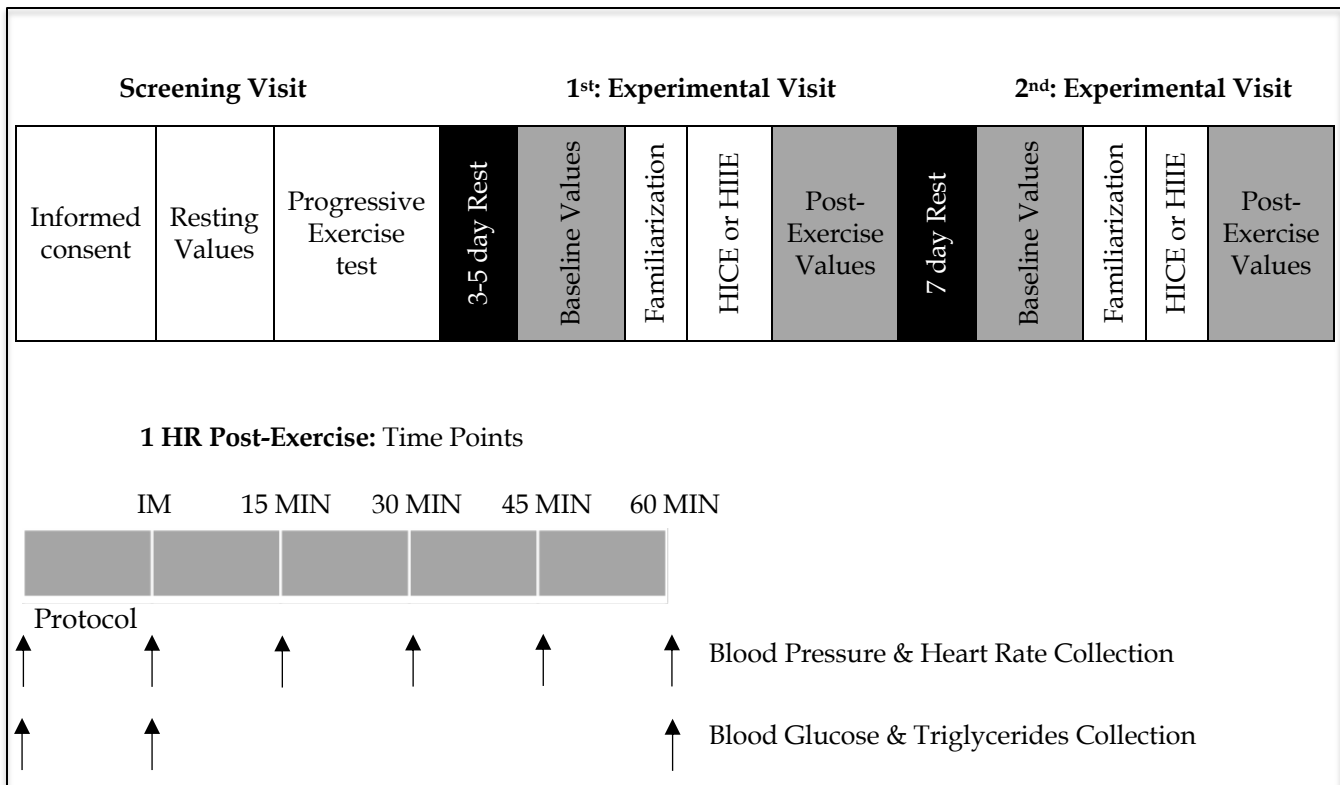 Screening Visit
1st: Experimental Visit
2nd: Experimental Visit
Informed
consent
Resting
Values
Progressive
Exercise
test
3-5 day Rest
Baseline Values
Familiarization
HICE or HIIE
Post-
Exercise
Values
7 day Rest
Baseline Values
Familiarization
HICE or HIIE
Post-
Exercise
Values
1 HR Post-Exercise: Time Points
IM 15 MIN 30 MIN 45 MIN 60 MIN
Protocol
Blood Pressure & Heart Rate Collection
Blood Glucose & Triglycerides Collection